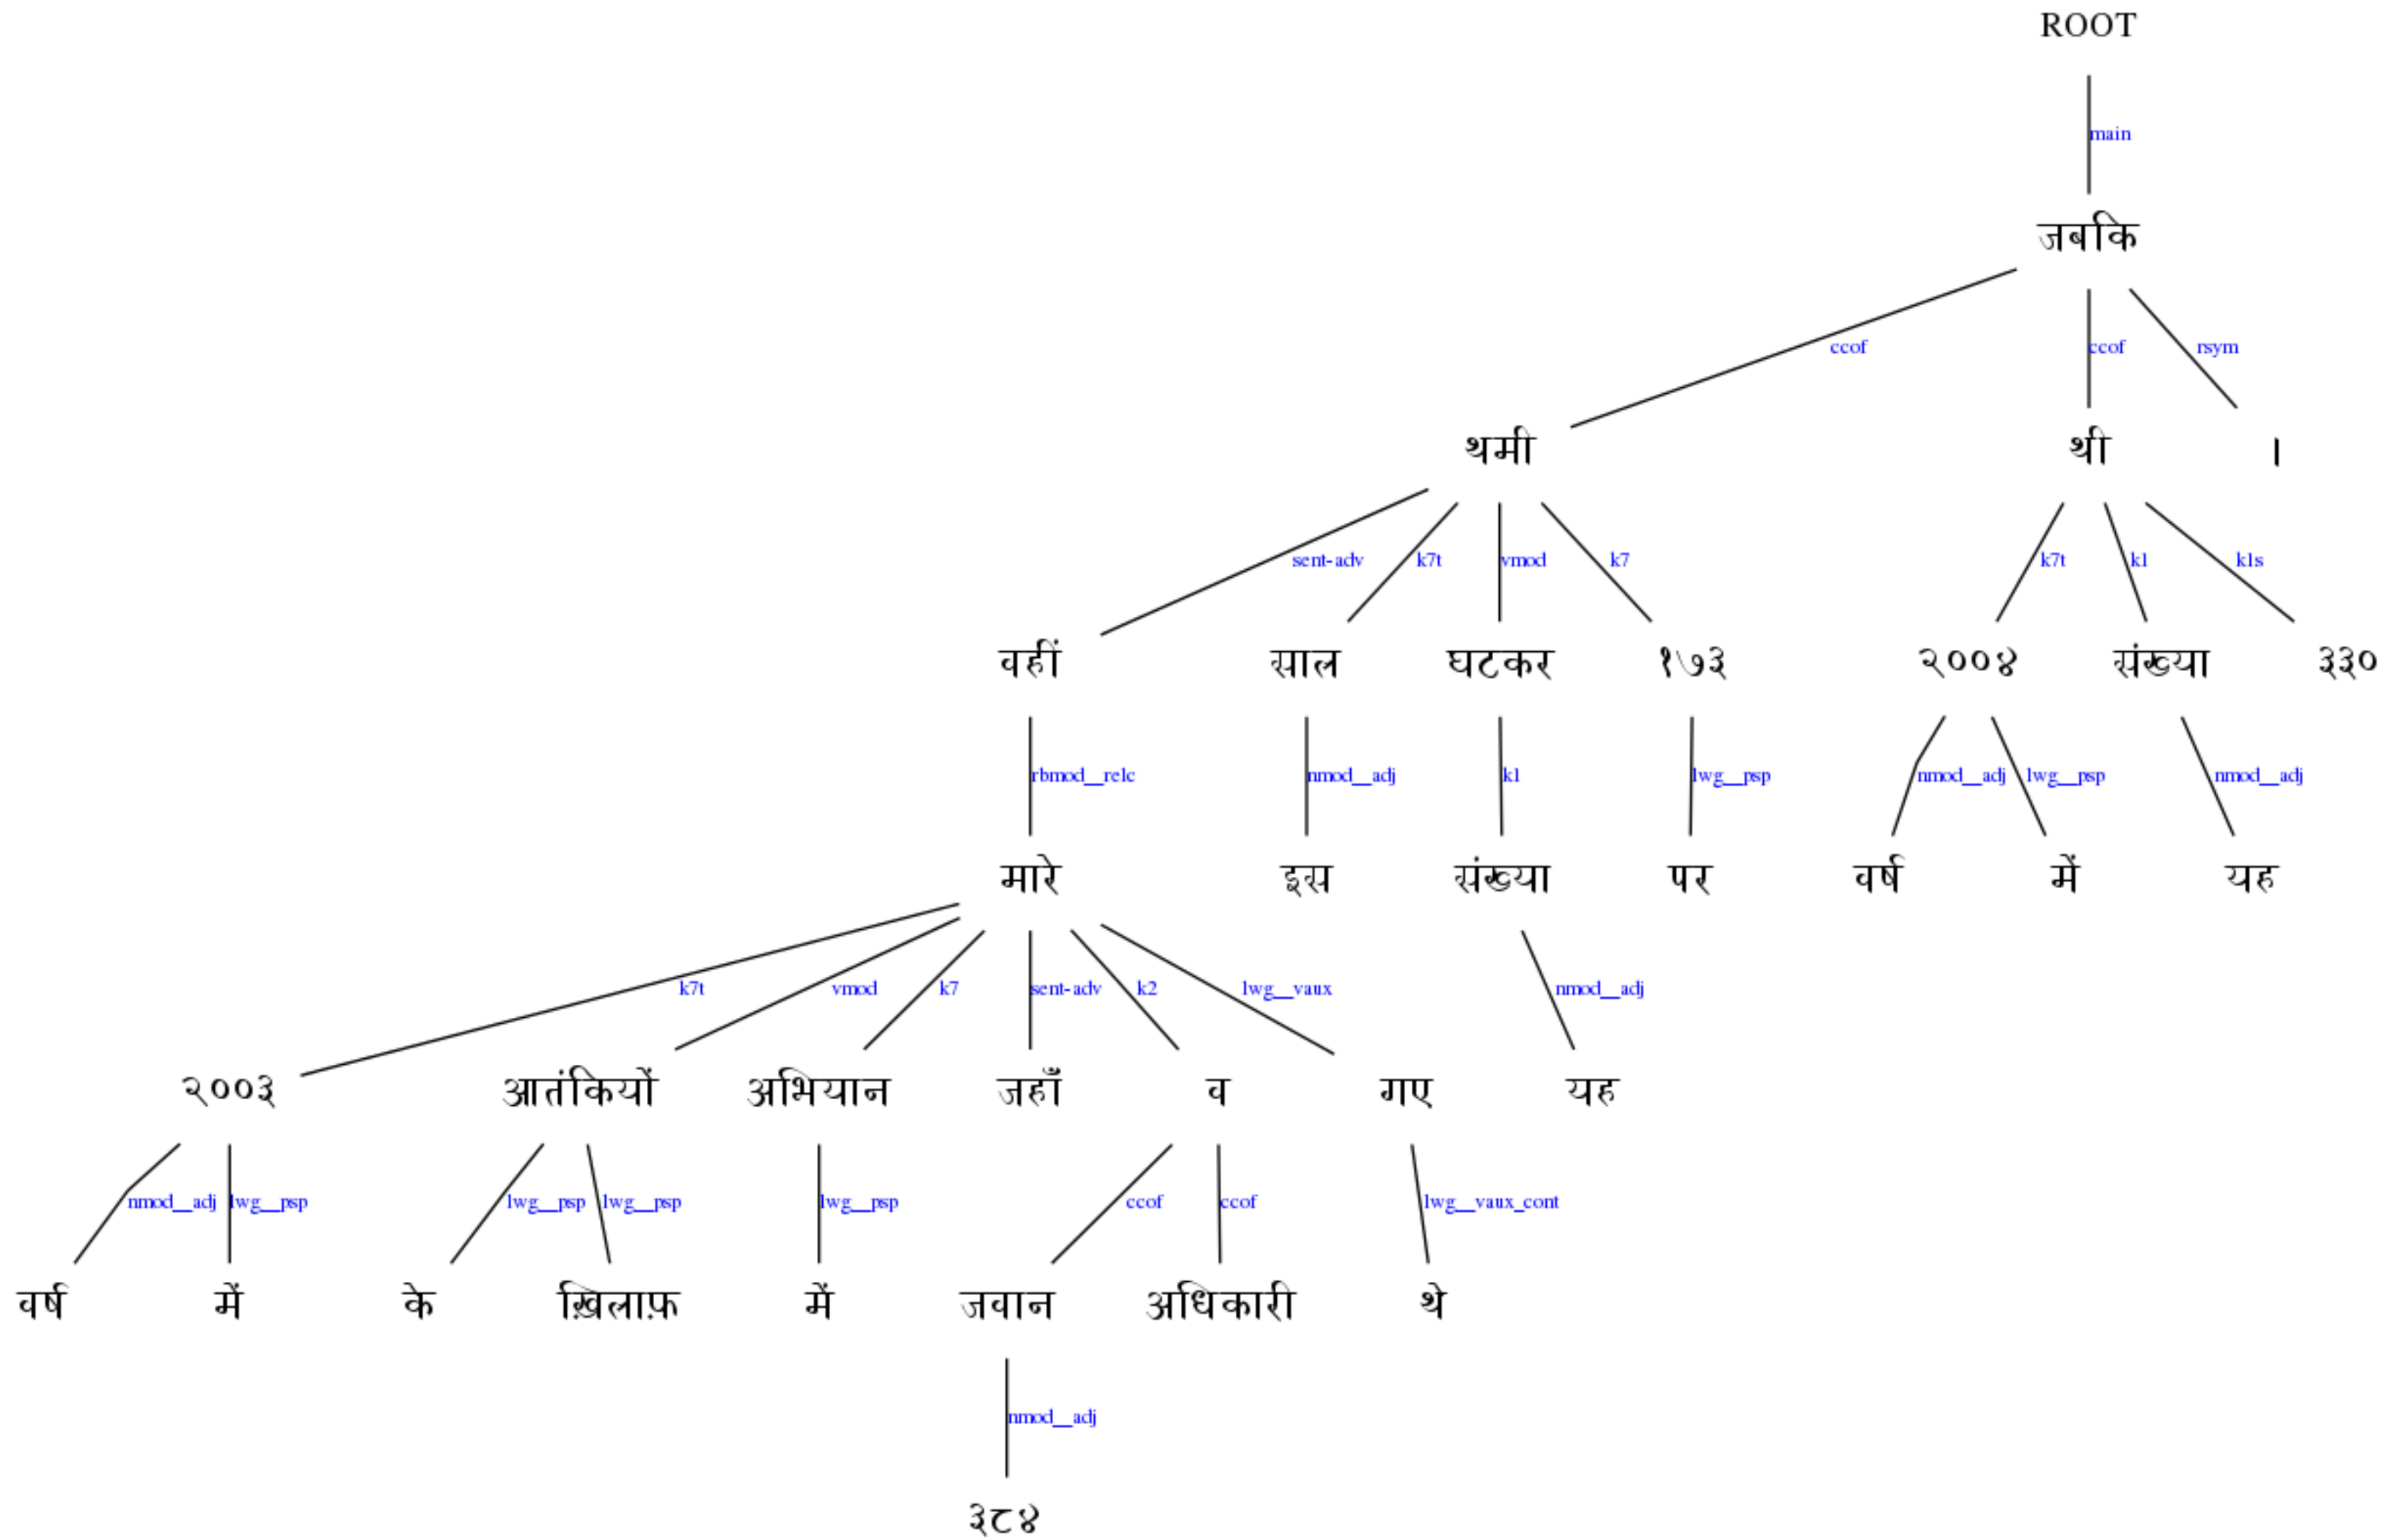 ROOT
main
जबकि
ccof ccof rsym
थमी थी ।
sent-adv k7t vmod k7 k7t k1 k1s
वहीं साल घटकर १७३ २००४ संख्या ३३०
rbmod__relc nmod__adj k1 lwg__psp nmod__adj lwg__psp nmod__adj
मारे इस संख्या पर वर्ष में यह
k7t vmod k7 sent-adv k2 lwg__vaux nmod__adj
२००३ आतंकियों अभियान जहाँ व गए यह
nmod__adj lwg__psp lwg__psp lwg__psp lwg__psp ccof ccof lwg__vaux_cont
वर्ष में के ख़िलाफ़ में जवान अधिकारी थे
nmod__adj
३८४